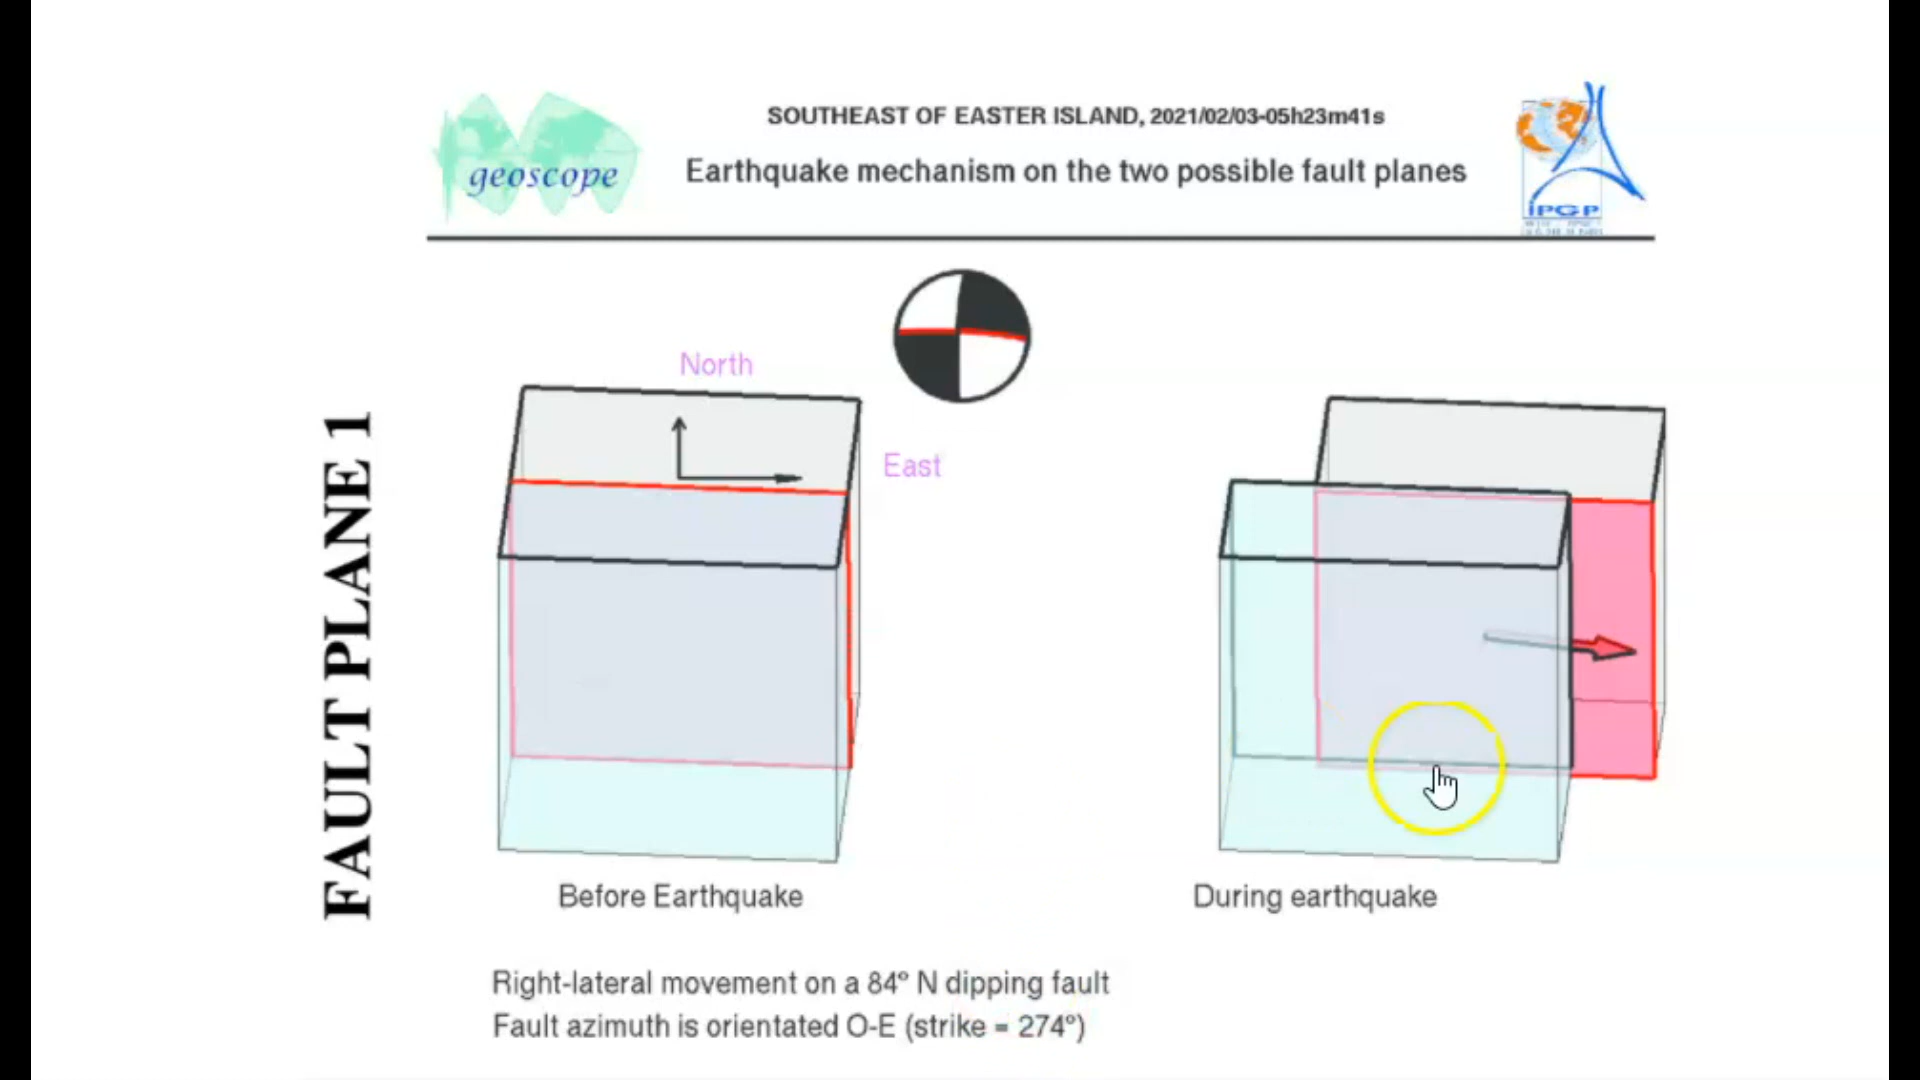 SOUTHEAST OF EASTER ISLAND, 2021/02/03-05h23m41s
geoscope
Earthquake mechanism on the two possible fault planes
IPGP
North
East
FAULT PLANE 1
Before Earthquake
During earthquake
Right-lateral movement on a 84° N dipping fault
Fault azimuth is orientated O-E (strike = 274°)